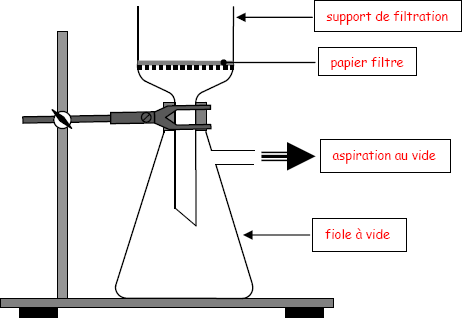 support de filtration
papier filtre
aspiration au vide
fiole à vide